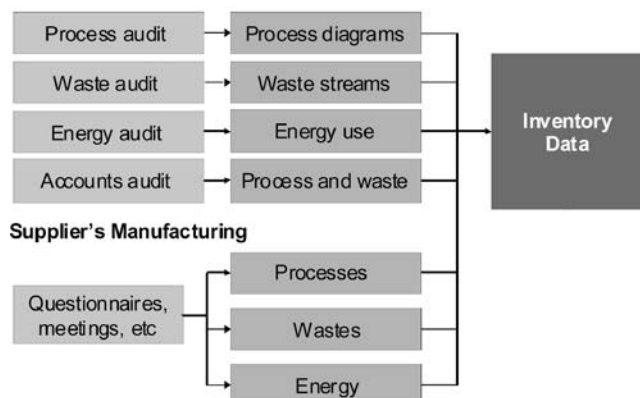 Process audit
Process diagrams
Waste audit
Waste streams
Energy audit
Energy use
Accounts audit
Process and waste
Inventory
Data
Supplier's Manufacturing
Questionnaires,
meetings, etc
Processes
Wastes
Energy